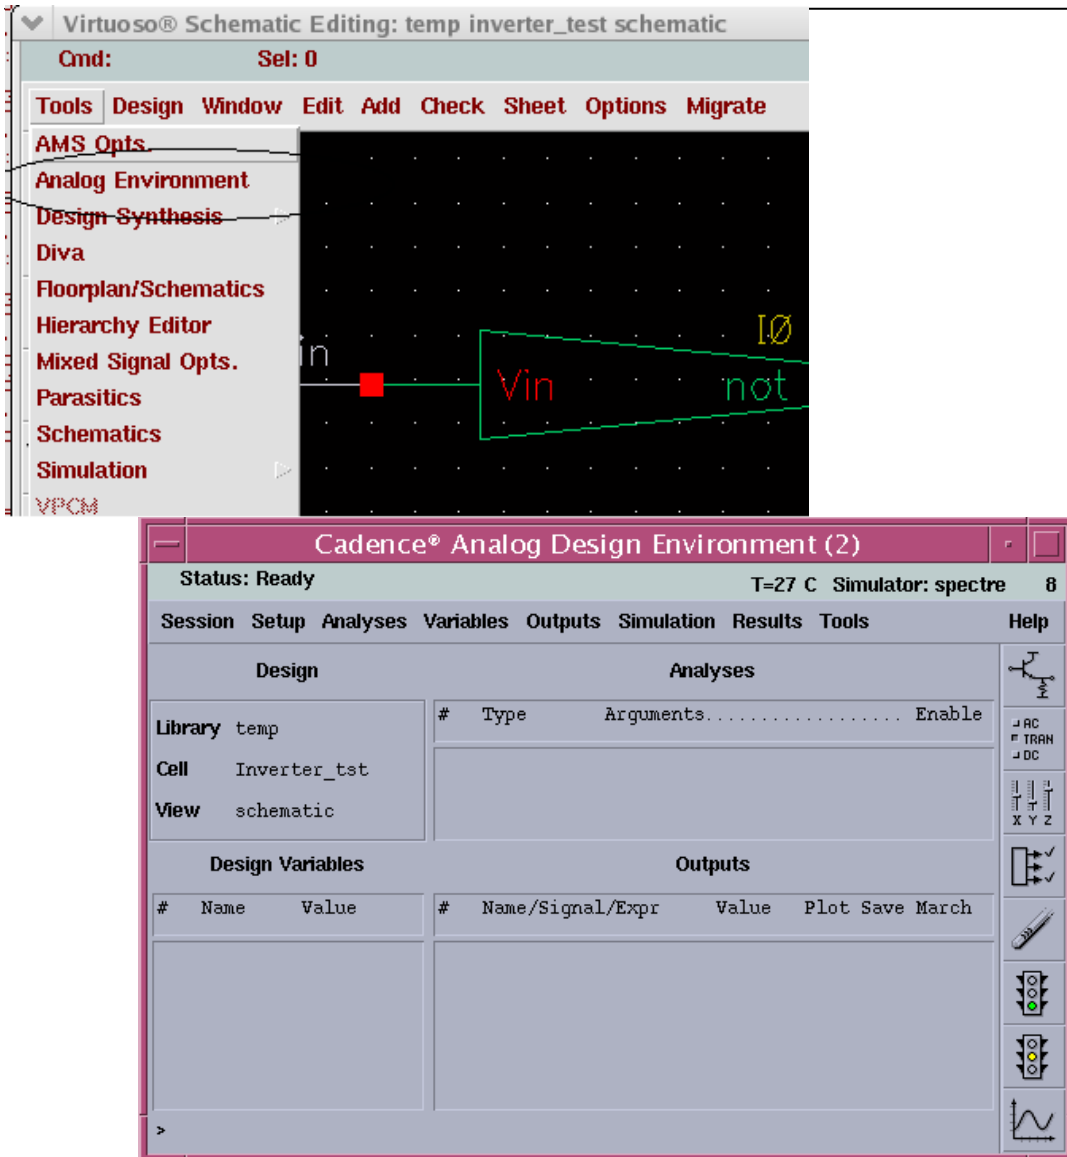 Virtuoso® Schematic Editing: temp inverter_test schematic
Cmd: Sel: 0
Tools Design Window Edit Add Check Sheet Options Migrate
AMS Opts.
Analog Environment
Design Synthesis
Diva
Floorplan/Schematics
Hierarchy Editor
Mixed Signal Opts.
Parasitics
Schematics
Simulation
VPCM
in
Vin
IØ
not
Cadence® Analog Design Environment (2)
Status: Ready T=27 C Simulator: spectre 8
Session Setup Analyses Variables Outputs Simulation Results Tools Help
Design
Library temp
Cell Inverter_tst
View schematic
Analyses
# Type Arguments.................. Enable
Design Variables
# Name Value
Outputs
# Name/Signal/Expr Value Plot Save March
AC
TRAN
DC
X Y Z
>